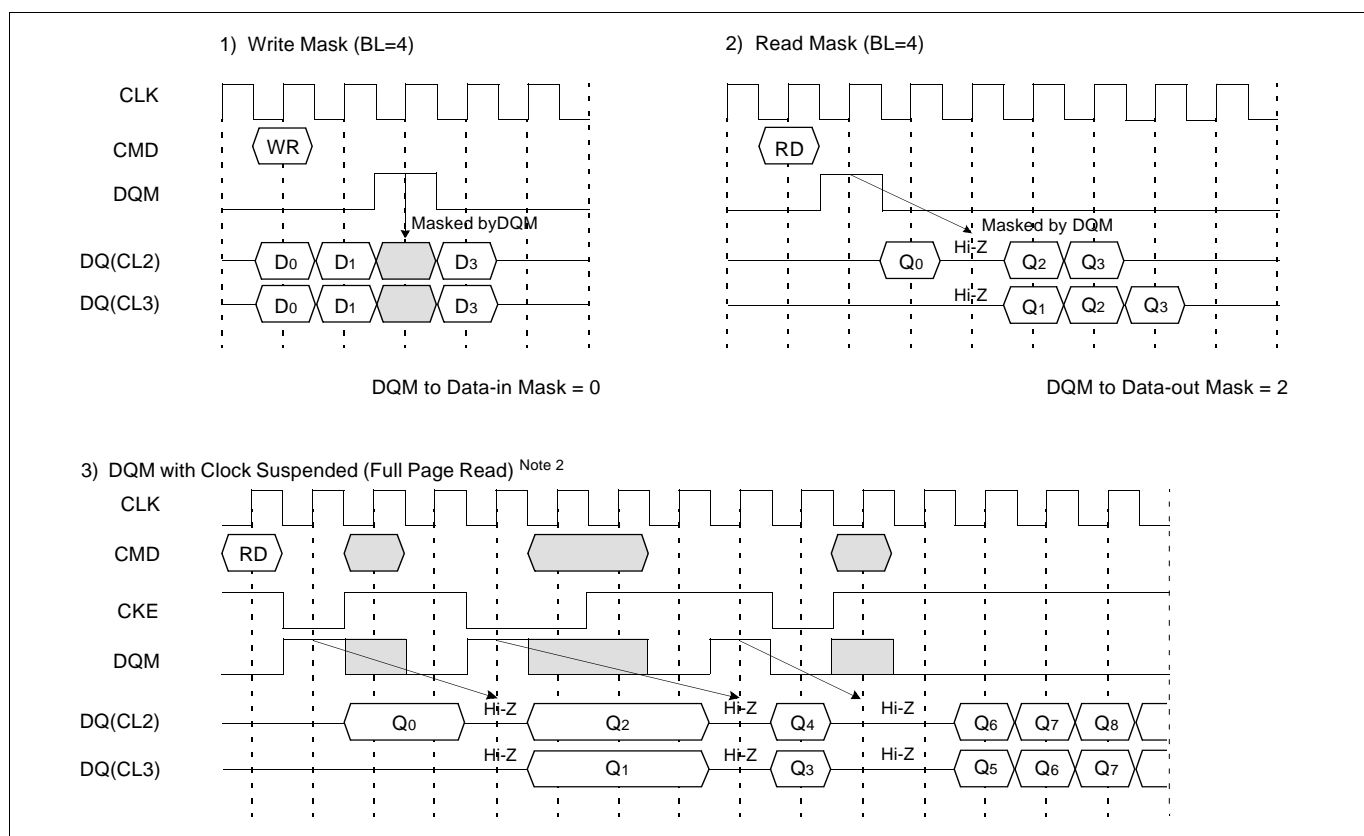 1) Write Mask (BL=4)
CLK
CMD
WR
DQM
Masked byDQM
DQ(CL2)
D0 D1 D3
DQ(CL3)
D0 D1 D3
DQM to Data-in Mask = 0
2) Read Mask (BL=4)
RD
Masked by DQM
Hi-Z
Q0 Q2 Q3
Hi-Z
Q1 Q2 Q3
DQM to Data-out Mask = 2
3) DQM with Clock Suspended (Full Page Read) Note 2
CLK
CMD
RD
CKE
DQM
DQ(CL2)
Q0 Hi-Z Q2 Hi-Z Q4 Hi-Z Q6 Q7 Q8
DQ(CL3)
Hi-Z Q1 Hi-Z Q3 Hi-Z Q5 Q6 Q7